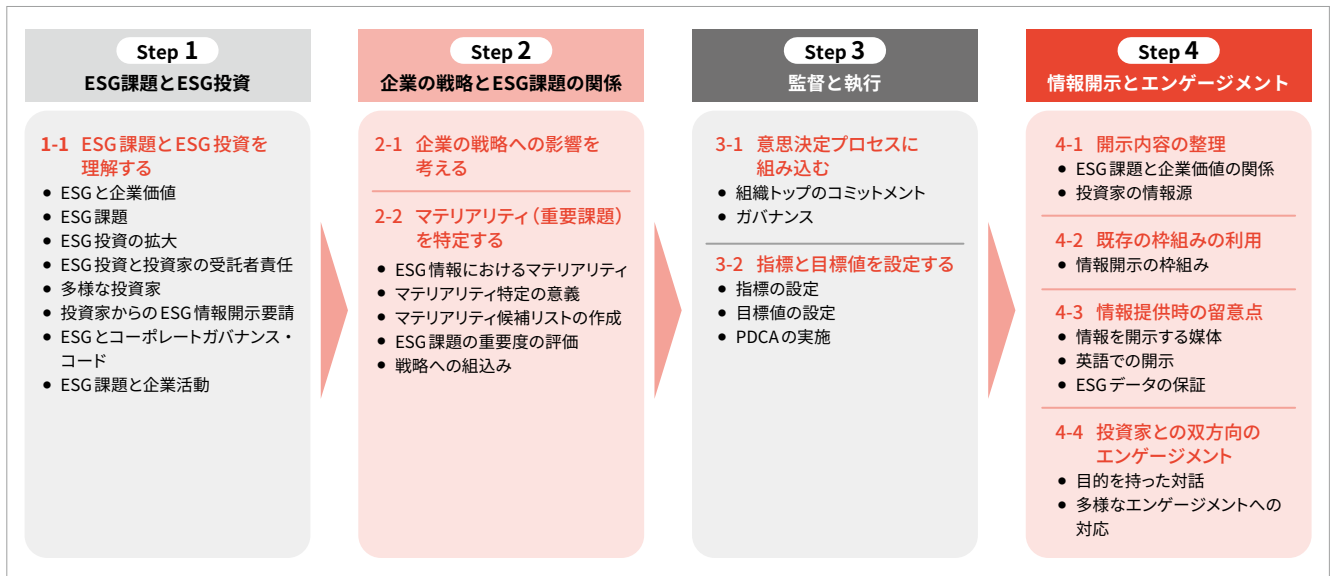 Step 1
ESG課題とESG投資
1-1 ESG課題とESG投資を
理解する
• ESGと企業価値
• ESG課題
• ESG投資の拡大
• ESG投資と投資家の受託者責任
• 多様な投資家
• 投資家からのESG情報開示要請
• ESGとコーポレートガバナンス・
コード
• ESG課題と企業活動
Step 2
企業の戦略とESG課題の関係
2-1 企業の戦略への影響を
考える
2-2 マテリアリティ（重要課題）
を特定する
• ESG情報におけるマテリアリティ
• マテリアリティ特定の意義
• マテリアリティ候補リストの作成
• ESG課題の重要度の評価
• 戦略への組込み
Step 3
監督と執行
3-1 意思決定プロセスに
組み込む
• 組織トップのコミットメント
• ガバナンス
3-2 指標と目標値を設定する
• 指標の設定
• 目標値の設定
• PDCAの実施
Step 4
情報開示とエンゲージメント
4-1 開示内容の整理
• ESG課題と企業価値の関係
• 投資家の情報源
4-2 既存の枠組みの利用
• 情報開示の枠組み
4-3 情報提供時の留意点
• 情報を開示する媒体
• 英語での開示
• ESGデータの保証
4-4 投資家との双方向の
エンゲージメント
• 目的を持った対話
• 多様なエンゲージメントへの
対応